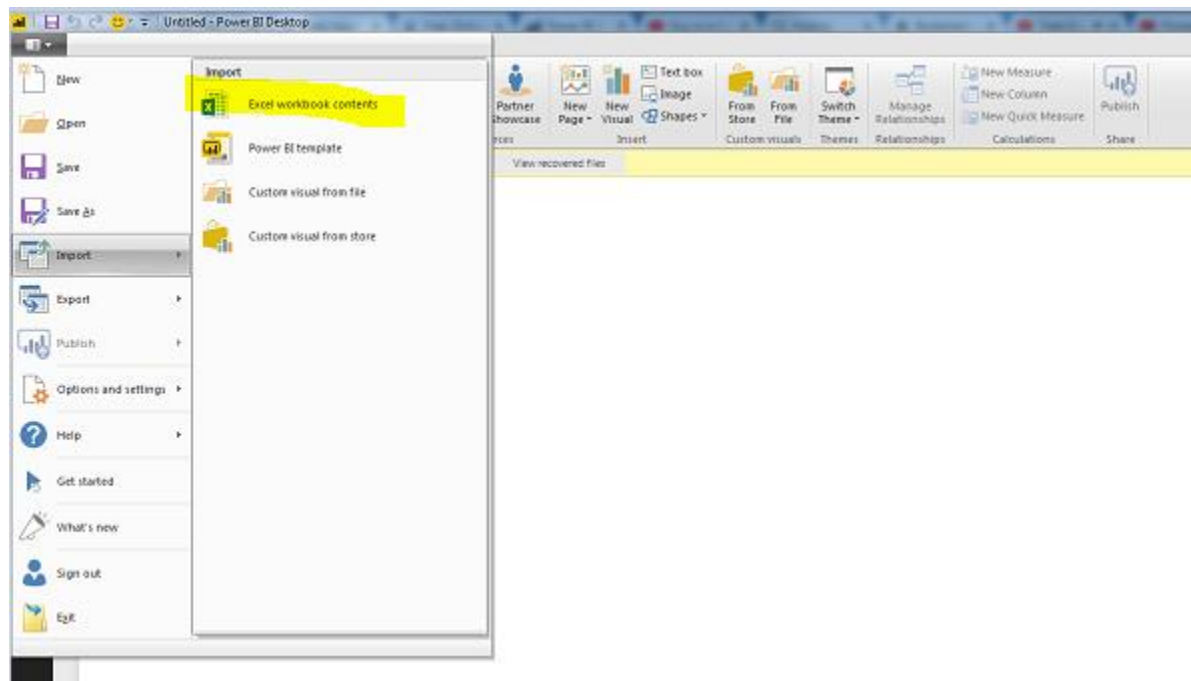 Untitled - Power BI Desktop
New
Open
Save
Save As
Import
Export
Publish
Options and settings
Help
Get started
What's new
Sign out
Exit
Import
Excel workbook contents
Power BI template
Custom visual from file
Custom visual from store
Partner
Showcase
New
Page
New
Visual
Text box
Image
Shapes
Insert
From
Store
From
File
Custom visuals
Switch
Theme
Themes
Manage
Relationships
Relationships
New Measure
New Column
New Quick Measure
Calculations
Publish
Share
View recovered files